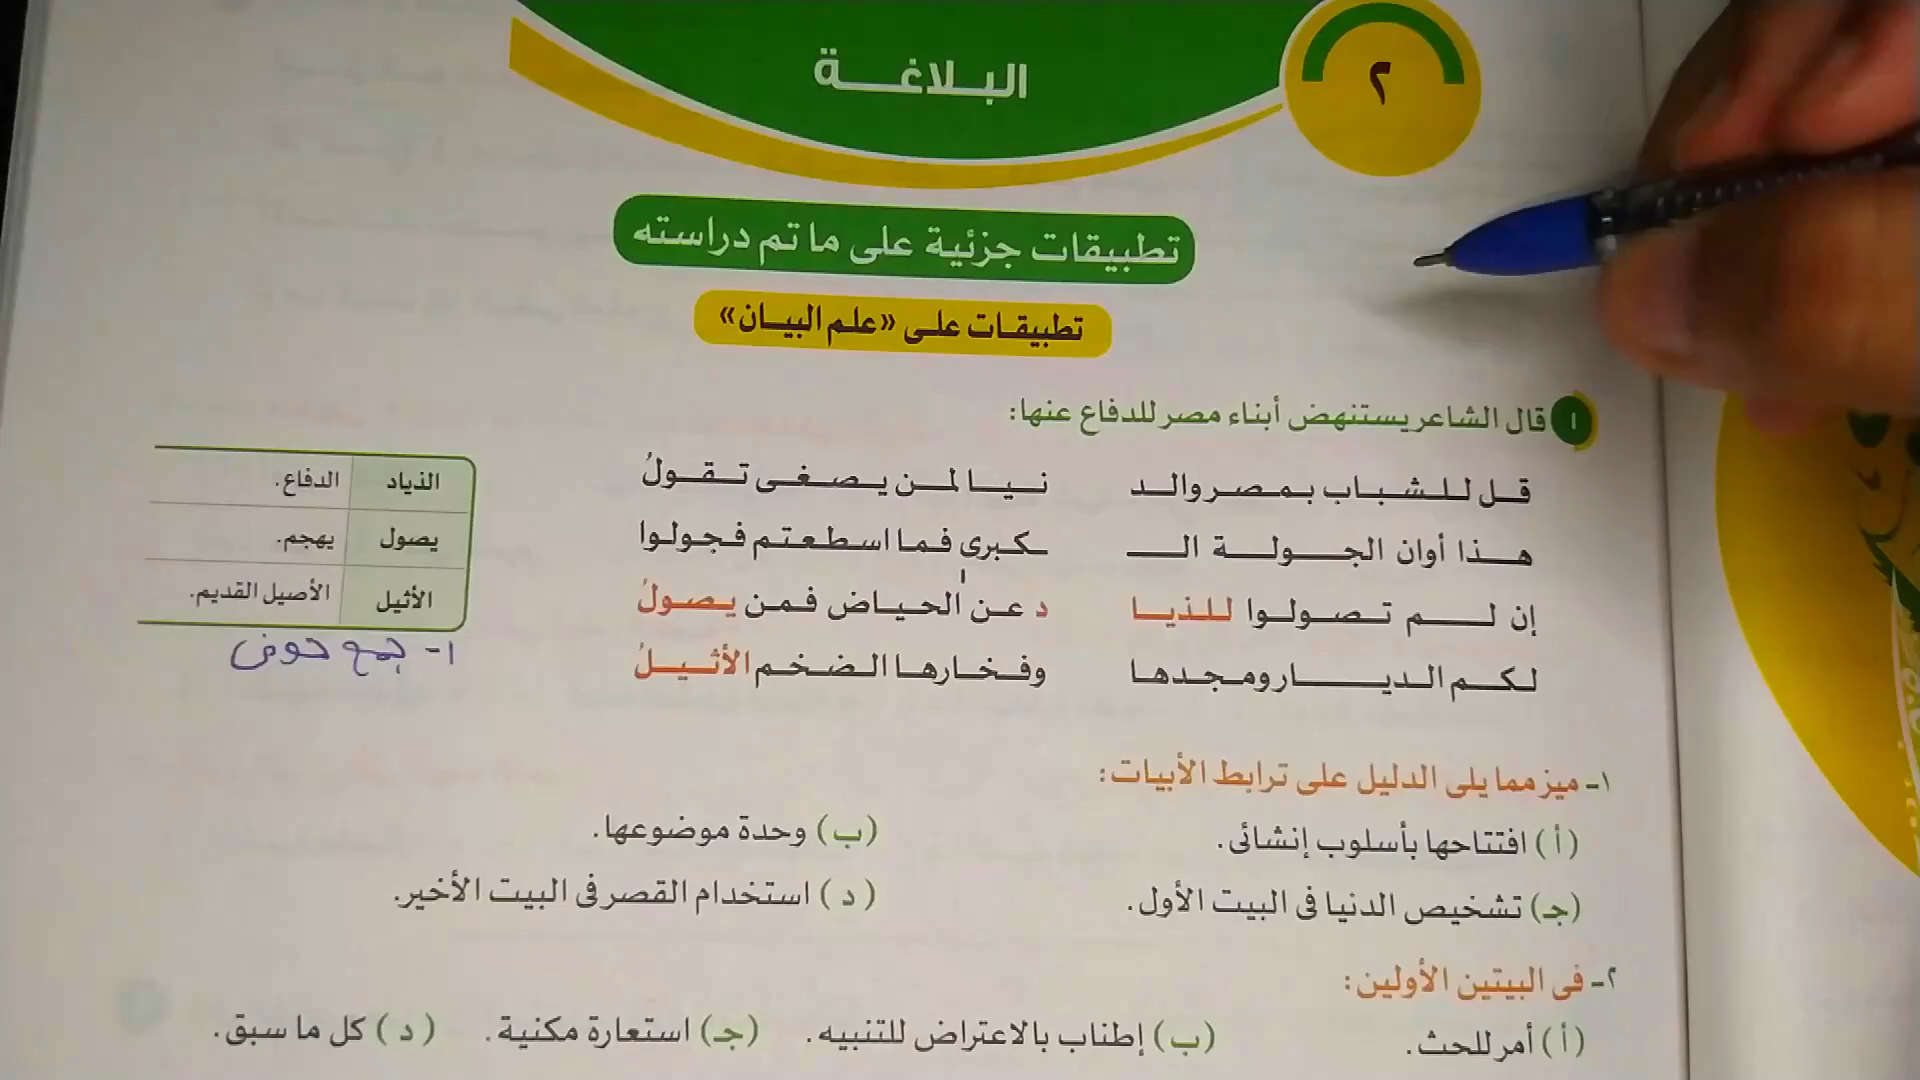 ٢
البلاغة
تطبيقات جزئية على ما تم دراسته
تطبيقات على «علم البيان»
١ قال الشاعر يستنهض أبناء مصر للدفاع عنها:
قل للشباب بمصر والد نيا لمن يصغى تقولُ
هذا أوان الجولة الـ ـكبرى فما اسطعتم فجولوا
إن لم تصولوا للذيا د عن الحياض فمن يصولُ
لكم الديار ومجدها وفخارها الضخم الأثيلُ
الذياد الدفاع.
يصول يهجم.
الأثيل الأصيل القديم.
١- جمع حوض
١- ميز مما يلى الدليل على ترابط الأبيات:
(أ) افتتاحها بأسلوب إنشائى. (ب) وحدة موضوعها.
(جـ) تشخيص الدنيا فى البيت الأول. (د) استخدام القصر فى البيت الأخير.
٢- فى البيتين الأولين:
(أ) أمر للحث. (ب) إطناب بالاعتراض للتنبيه. (جـ) استعارة مكنية. (د) كل ما سبق.